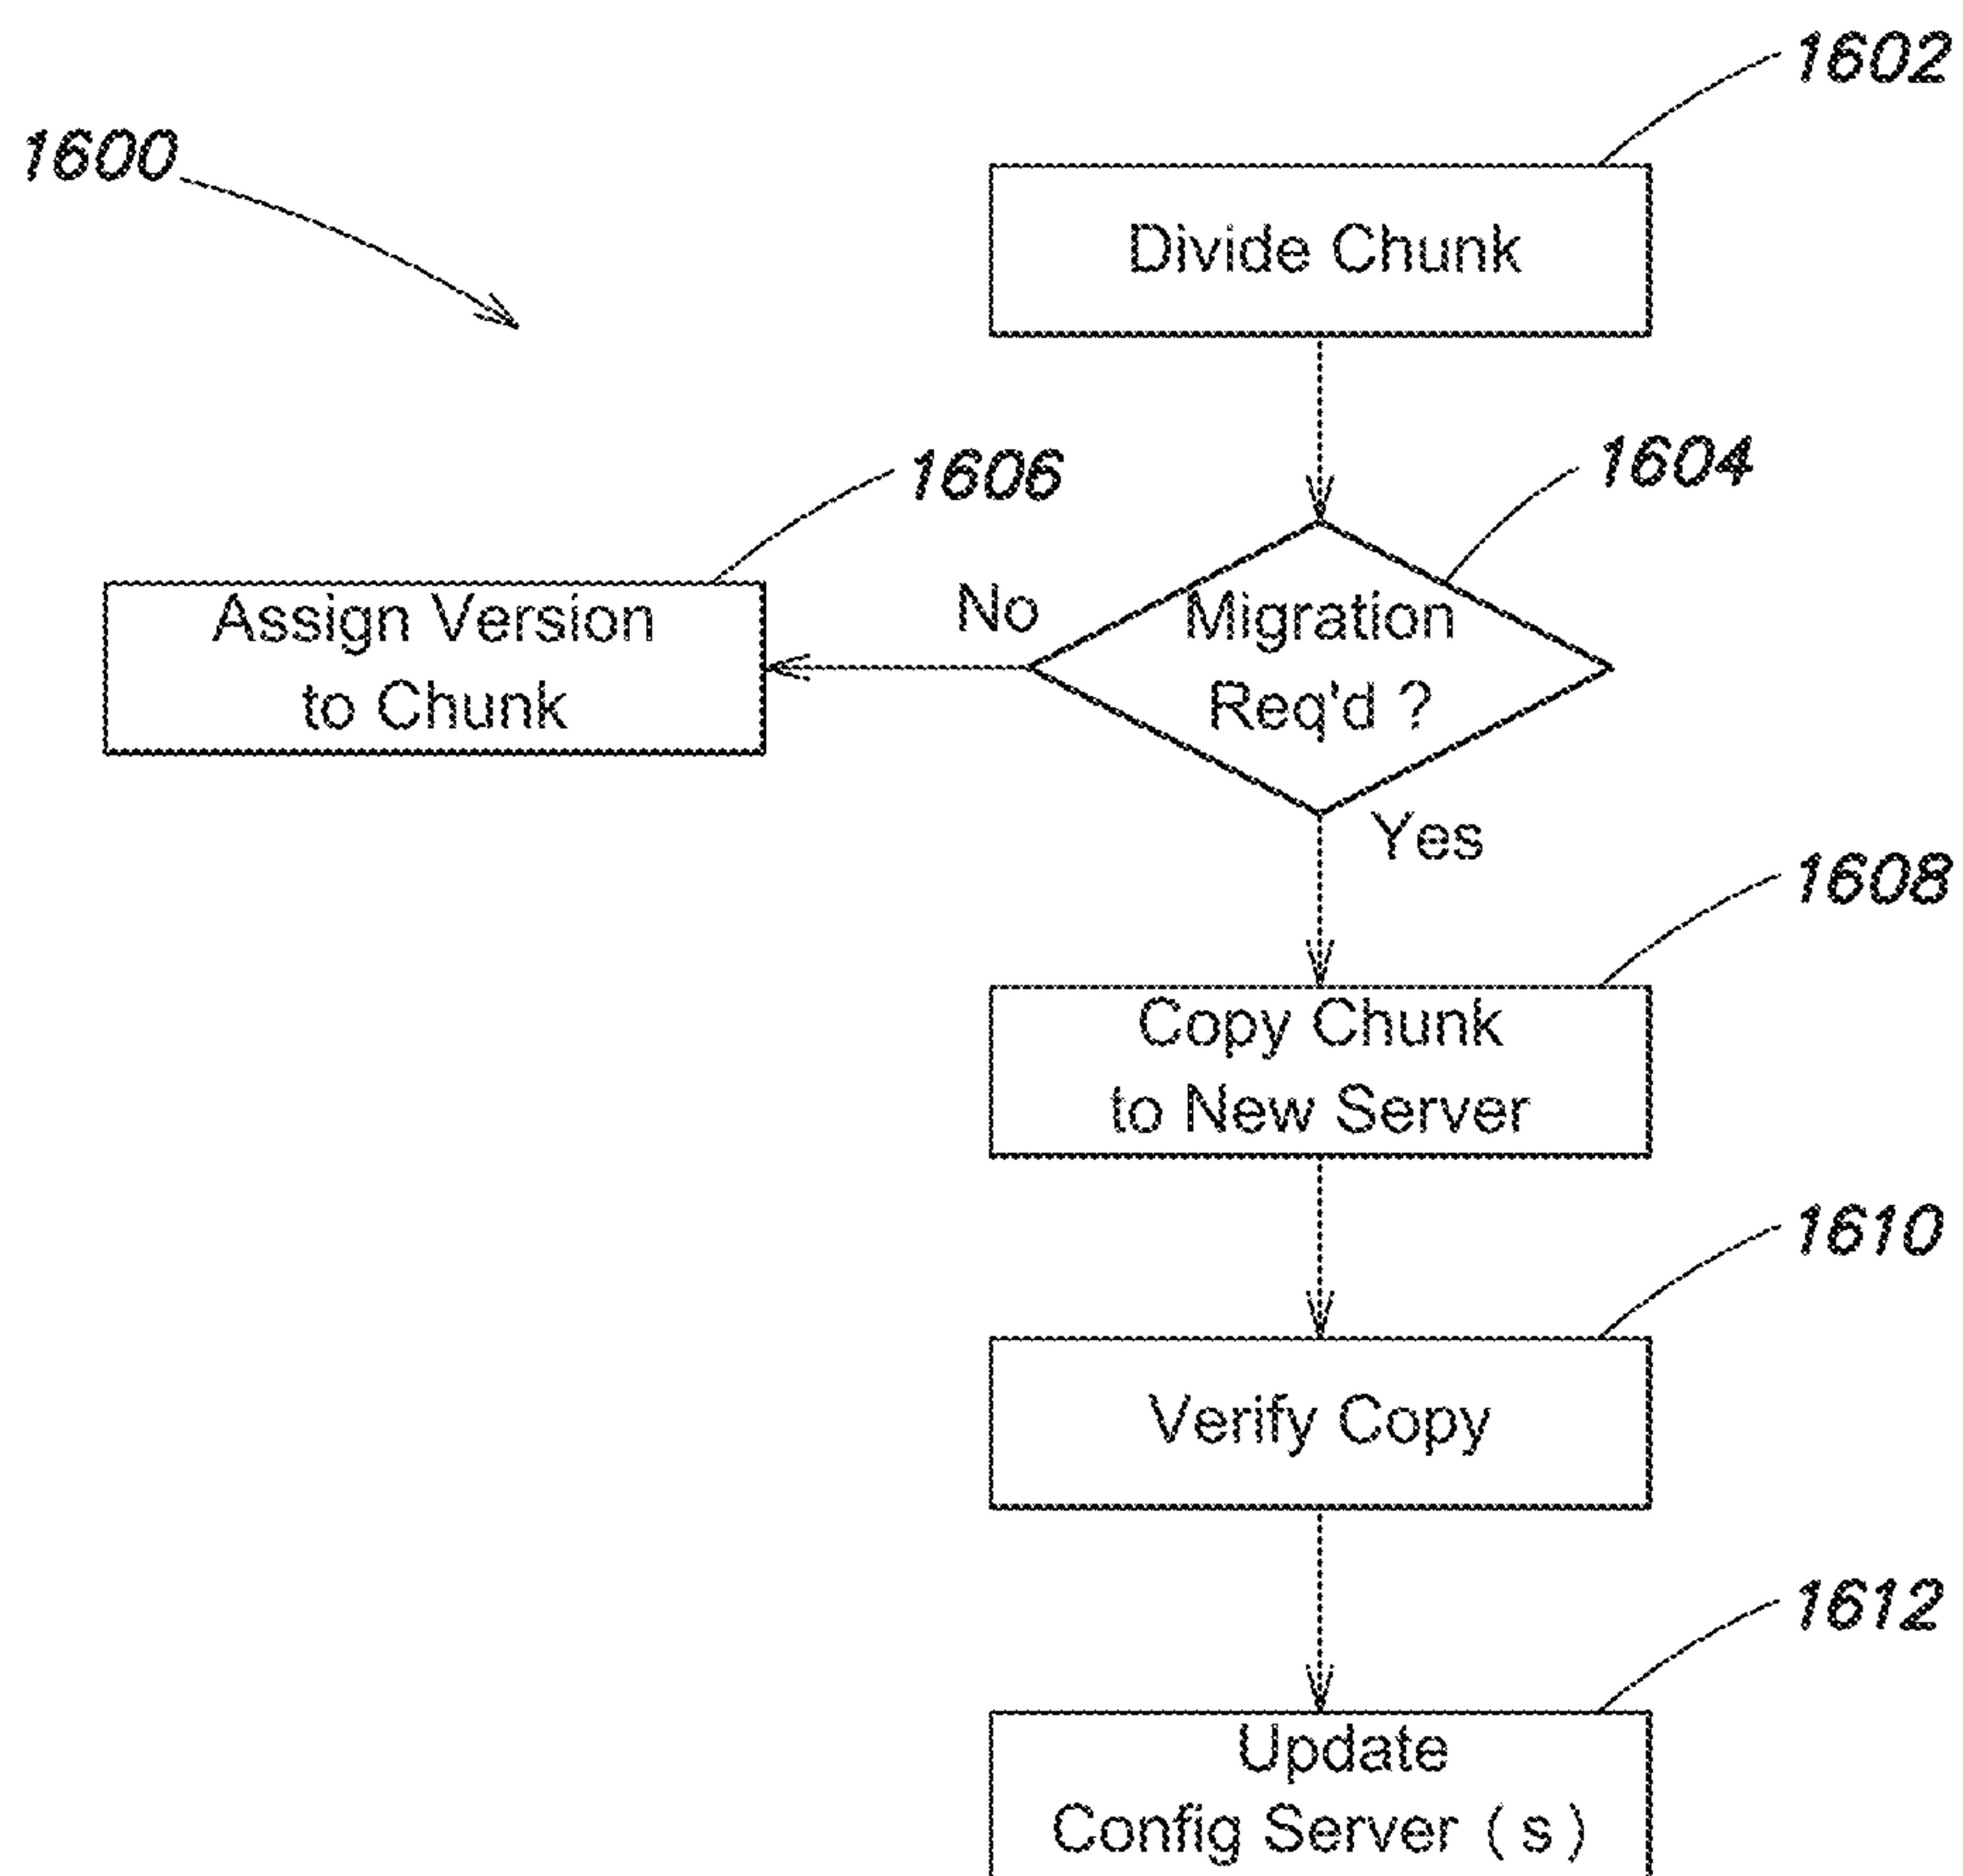 1602
1600
Divide Chunk
1606
1604
Assign Version
to Chunk
No
Migration
Req'd ?
Yes
1608
Copy Chunk
to New Server
1610
Verify Copy
1612
Update
Config Server ( s )